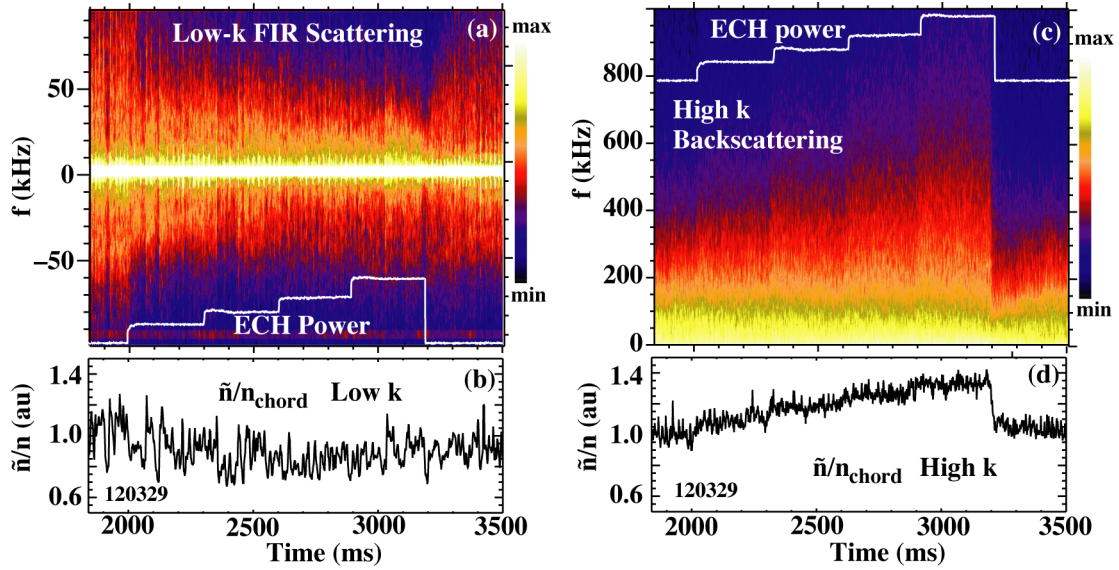 Low-k FIR Scattering
(a)
max
50
0
−50
f (kHz)
ECH Power
min
1.4
1.0
0.6
ñ/n (au)
ñ/nchord Low k
(b)
120329
2000
2500
3000
3500
Time (ms)
ECH power
(c)
max
800
600
400
200
0
f (kHz)
High k
Backscattering
min
1.4
1.0
0.6
ñ/n (au)
(d)
ñ/nchord High k
120329
2000
2500
3000
3500
Time (ms)